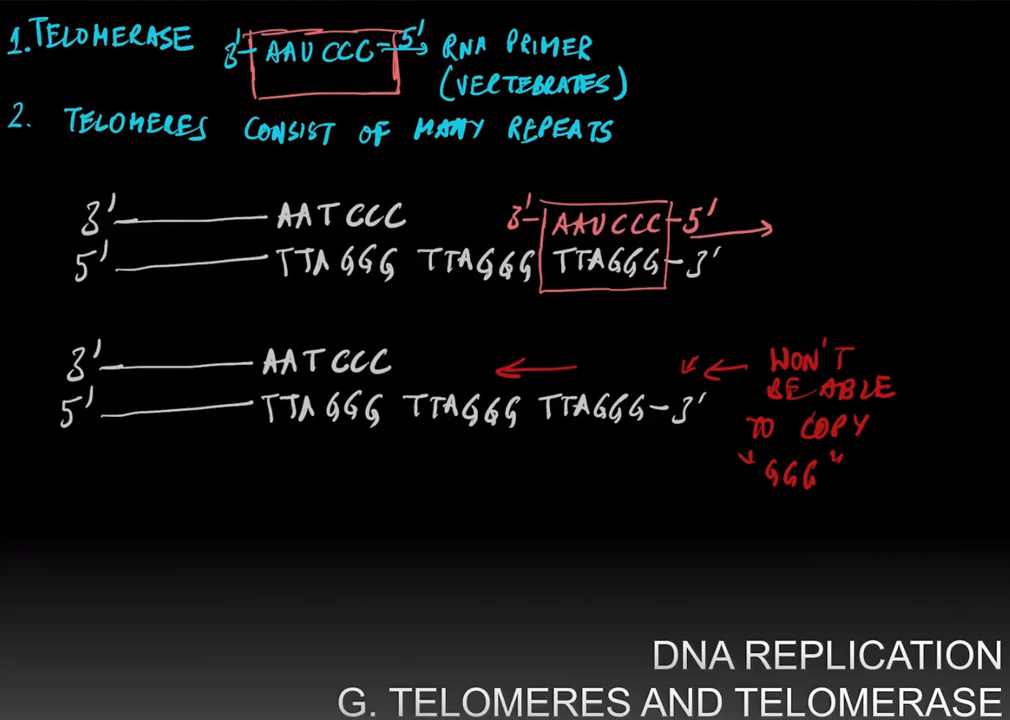 1. TELOMERASE 3'-AAUCCC-5' RNA PRIMER
(VERTEBRATES)
2. TELOMERES CONSIST OF MANY REPEATS
3' AATCCC 3'-AAUCCC-5'
5' TTAGGG TTAGGG TTAGGG-3'
3' AATCCC
5' TTAGGG TTAGGG TTAGGG-3'
WON'T
BE ABLE
TO COPY
"GGG"
DNA REPLICATION
G. TELOMERES AND TELOMERASE